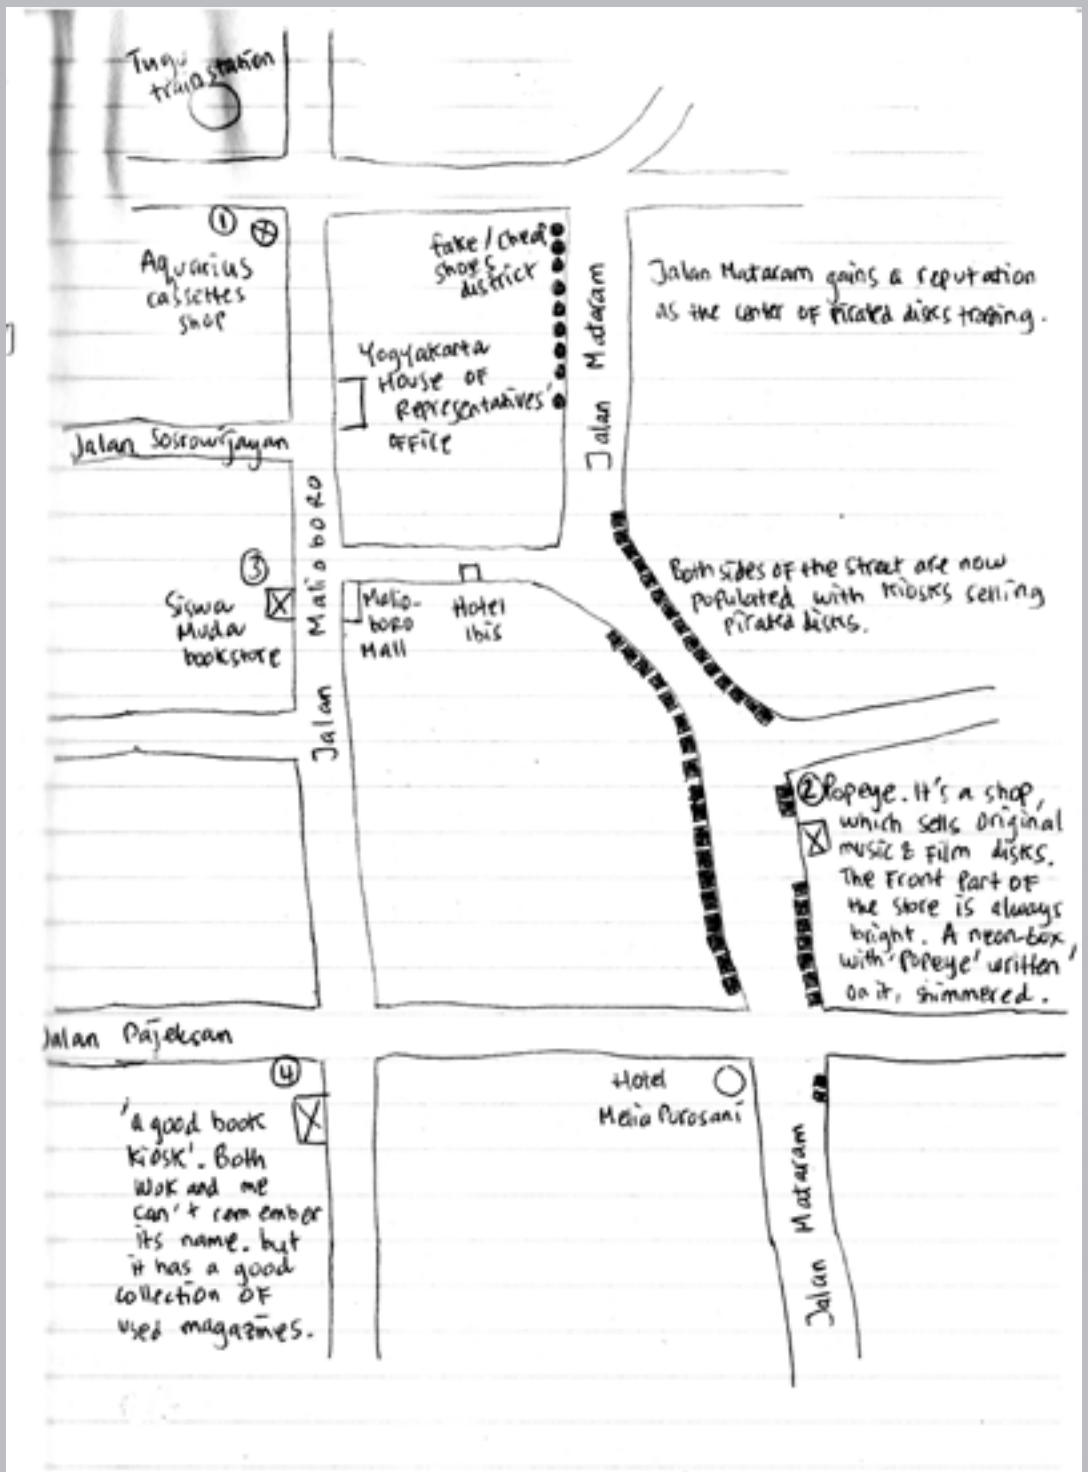 Tugu
train station
①
Aquarius
cassettes
shop
fake/cheap
shoes
district
Jalan Mataram
Jalan Mataram gains a reputation
as the center of pirated disks trading.
Yogyakarta
House of
Representatives'
office
Jalan Sosrowijayan
Jalan Malioboro
③
Siswa
Muda
bookstore
Malio-
boro
Mall
Hotel
Ibis
Both sides of the street are now
populated with kiosks selling
pirated disks.
② Popeye. It's a shop,
which sells original
music & film disks.
The front part of
the store is always
bright. A neon-box,
with 'Popeye' written
on it, shimmered.
Jalan Pajeksan
④
'a good book
kiosk'. Both
Wok and me
can't remember
its name. but
it has a good
collection of
used magazines.
Hotel
Melia Purosani
Jalan Mataram